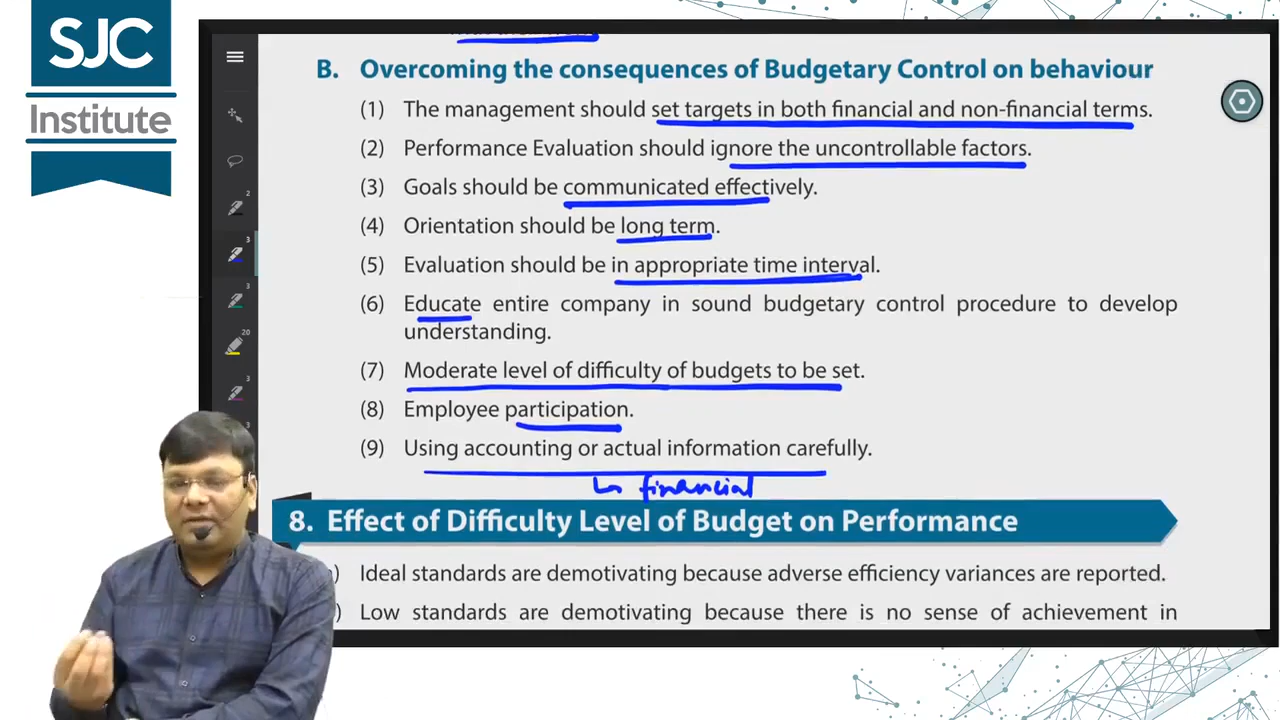 SJC
Institute
B. Overcoming the consequences of Budgetary Control on behaviour
(1) The management should set targets in both financial and non-financial terms.
(2) Performance Evaluation should ignore the uncontrollable factors.
(3) Goals should be communicated effectively.
(4) Orientation should be long term.
(5) Evaluation should be in appropriate time interval.
(6) Educate entire company in sound budgetary control procedure to develop
understanding.
(7) Moderate level of difficulty of budgets to be set.
(8) Employee participation.
(9) Using accounting or actual information carefully.
financial
8. Effect of Difficulty Level of Budget on Performance
) Ideal standards are demotivating because adverse efficiency variances are reported.
) Low standards are demotivating because there is no sense of achievement in
2
3
3
20
3
3